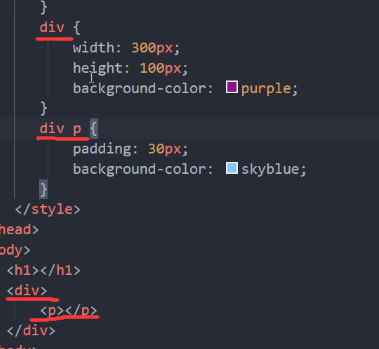 }
div {
width: 300px;
height: 100px;
background-color: purple;
}
div p {
padding: 30px;
background-color: skyblue;
}
</style>
head>
ody>
<h1></h1>
<div>
<p></p>
</div>